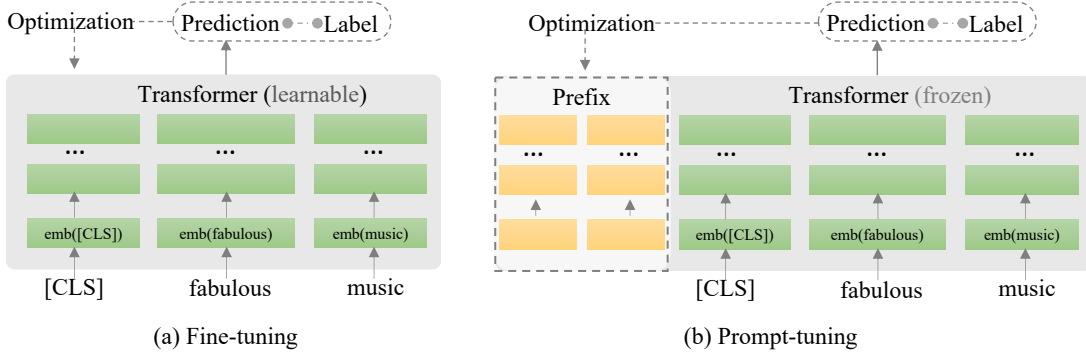 Optimization
Prediction
Label
Transformer (learnable)
...
...
...
emb([CLS])
emb(fabulous)
emb(music)
[CLS]
fabulous
music
(a) Fine-tuning
Optimization
Prediction
Label
Prefix
Transformer (frozen)
...
...
...
...
...
emb([CLS])
emb(fabulous)
emb(music)
[CLS]
fabulous
music
(b) Prompt-tuning